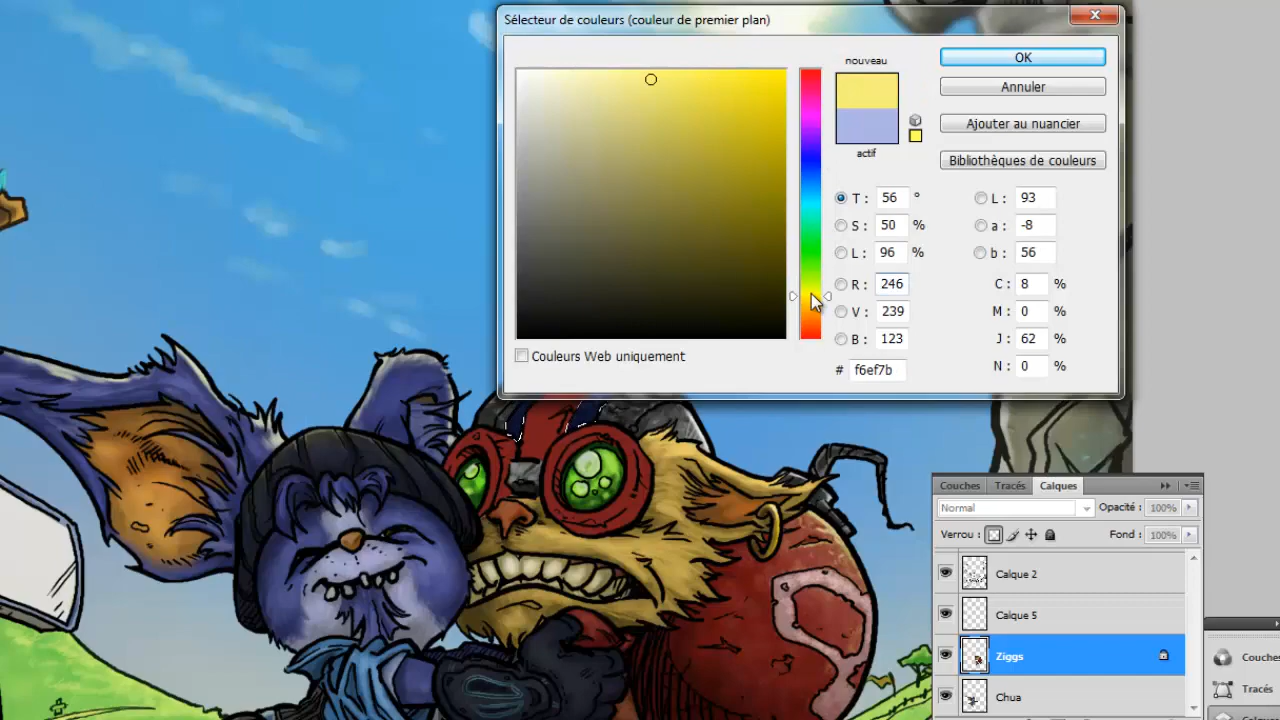 Sélecteur de couleurs (couleur de premier plan)
nouveau
actif
OK
Annuler
Ajouter au nuancier
Bibliothèques de couleurs
T : 56 °
S : 50 %
L : 96 %
R : 246
V : 239
B : 123
# f6ef7b
L : 93
a : -8
b : 56
C : 8 %
M : 0 %
J : 62 %
N : 0 %
Couleurs Web uniquement
Couches Tracés Calques
Normal Opacité : 100%
Verrou : Fond : 100%
Calque 2
Calque 5
Ziggs
Chua
Couches
Tracés